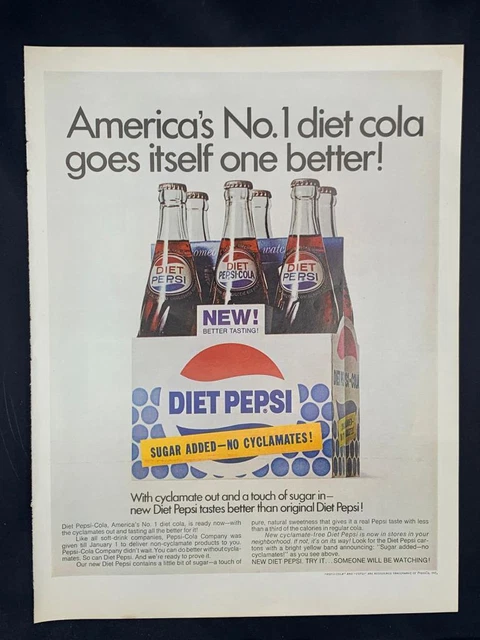 America's No.1 diet cola
goes itself one better!
DIET
PEPSI
DIET
PEPSI-COLA
DIET
PEPSI
NEW!
BETTER TASTING!
DIET PEPSI
SUGAR ADDED—NO CYCLAMATES!
With cyclamate out and a touch of sugar in—
new Diet Pepsi tastes better than original Diet Pepsi!
Diet Pepsi-Cola, America's No. 1 diet cola, is ready now—with
the cyclamates out and tasting all the better for it!
Like all soft-drink companies, Pepsi-Cola Company was
given till January 1 to deliver non-cyclamate products to you.
Pepsi-Cola Company didn't wait. You can do better without cycla-
mates. So can Diet Pepsi. And we're ready to prove it.
Our new Diet Pepsi contains a little bit of sugar—a touch of
pure, natural sweetness that gives it a real Pepsi taste with less
than a third of the calories in regular cola.
New cyclamate-free Diet Pepsi is now in stores in your
neighborhood. If not, it's on its way! Look for the Diet Pepsi car-
tons with a bright yellow band announcing: "Sugar added—no
cyclamates!" as you see above.
NEW DIET PEPSI. TRY IT. SOMEONE WILL BE WATCHING!